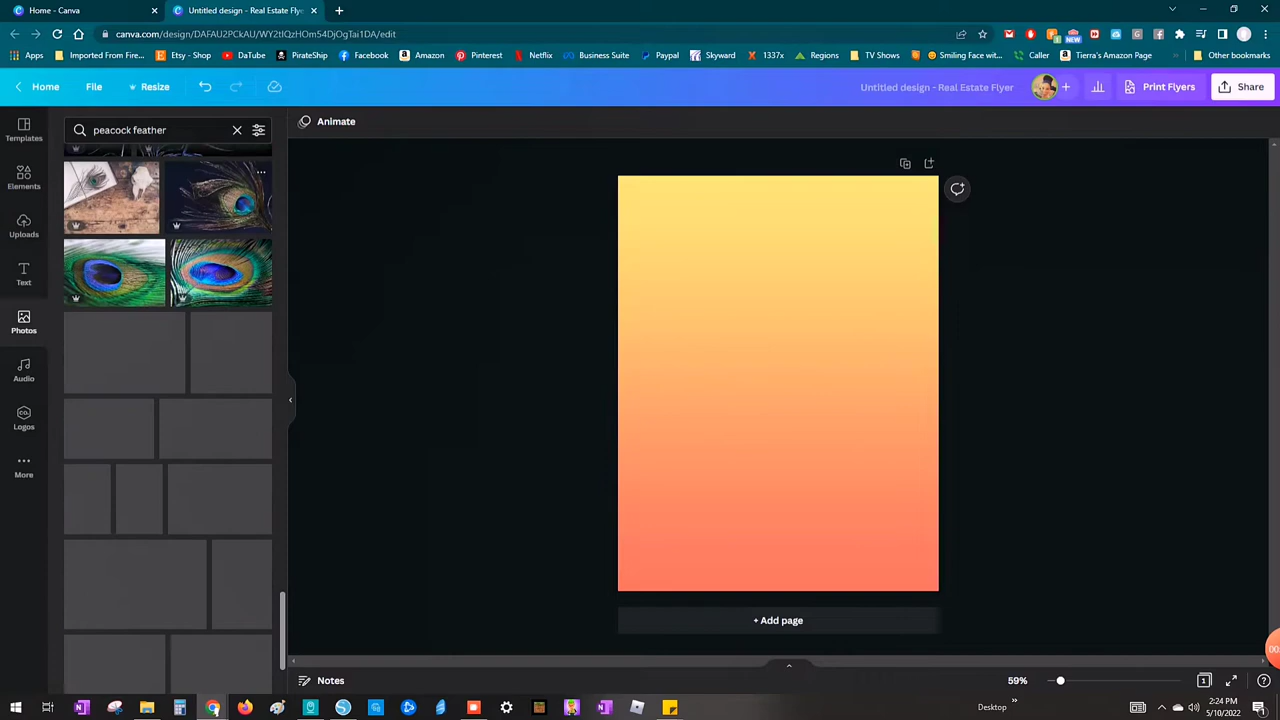 Home - Canva
Untitled design - Real Estate Flye
canva.com/design/DAFAU2PCkAU/WY2tIQzHOm54DjOgTai1DA/edit
Apps Imported From Fire... Etsy - Shop DaTube PirateShip Facebook Amazon Pinterest Netflix Business Suite Paypal Skyward 1337x Regions TV Shows Smiling Face wit... Caller Tierra's Amazon Page Other bookmarks
Home File Resize Untitled design - Real Estate Flyer Print Flyers Share
peacock feather
Animate
Templates
Elements
Uploads
Text
Photos
Audio
Logos
More
+ Add page
Notes 59% 1
Desktop
2:24 PM
5/10/2022